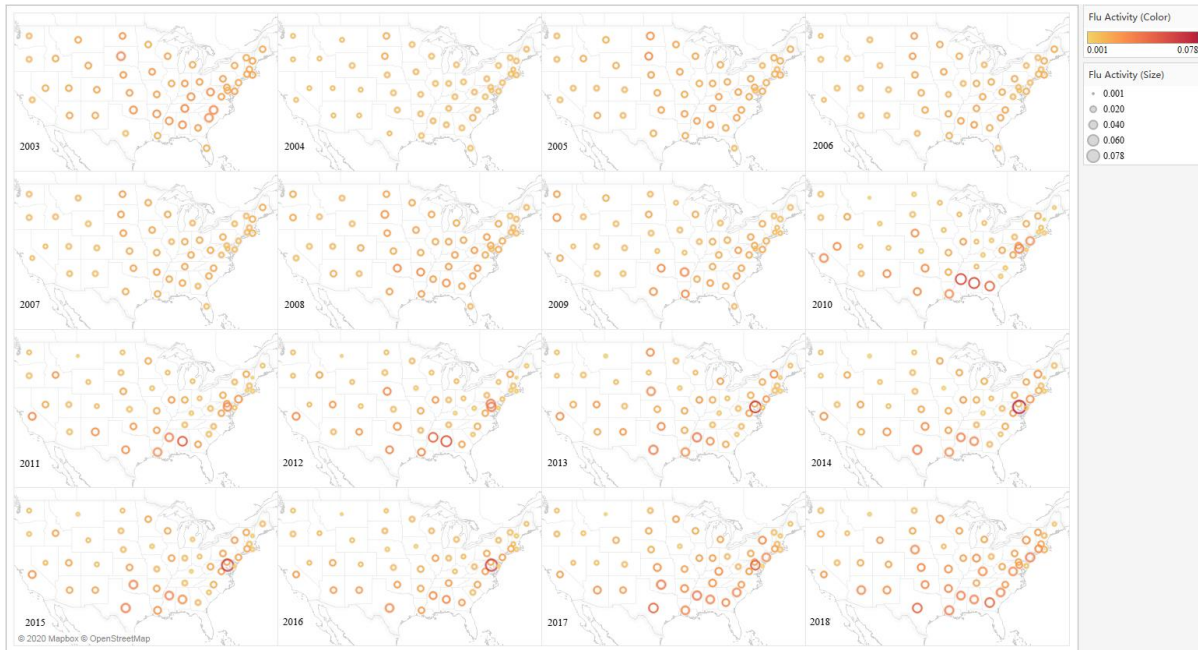 Flu Activity (Color)
0.001 0.078
Flu Activity (Size)
0.001
0.020
0.040
0.060
0.078
2003 2004 2005 2006
2007 2008 2009 2010
2011 2012 2013 2014
2015 2016 2017 2018
© 2020 Mapbox © OpenStreetMap